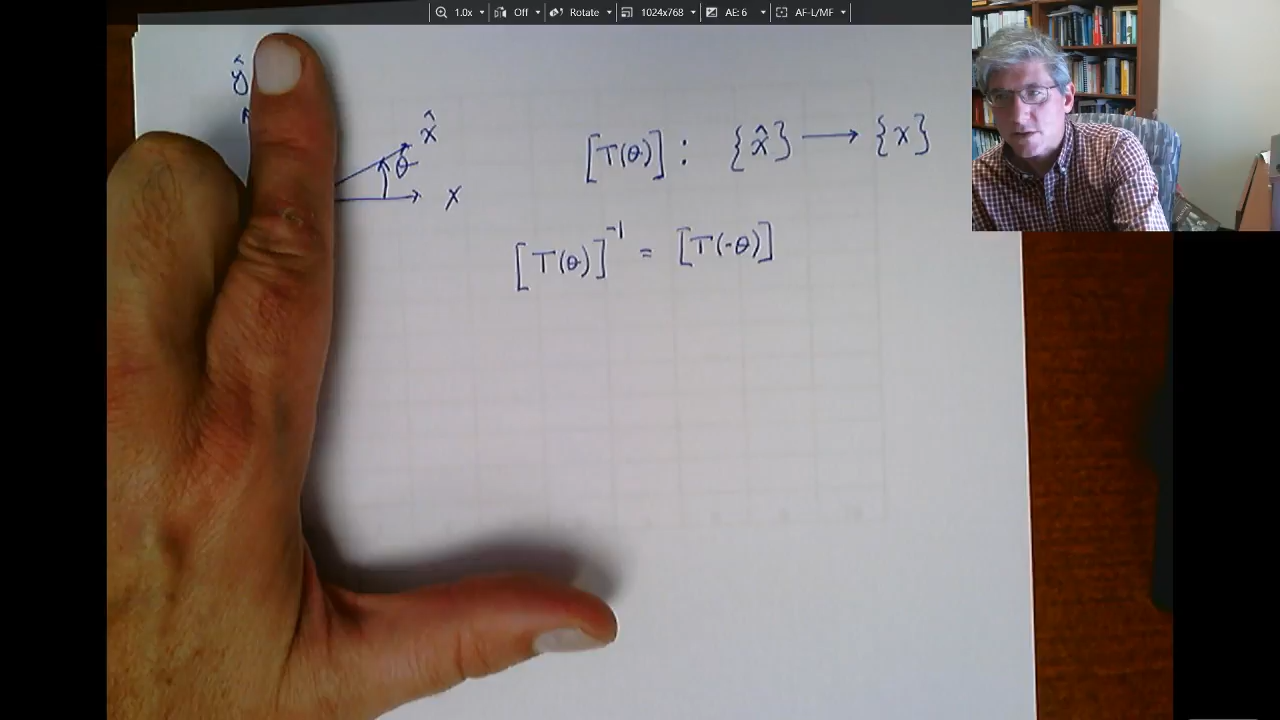 1.0x Off Rotate 1024x768 AE: 6 AF-L/MF
ŷ
x̂
θ
x
[T(θ)] : {x̂} ⟶ {x}
[T(θ)]⁻¹ = [T(-θ)]